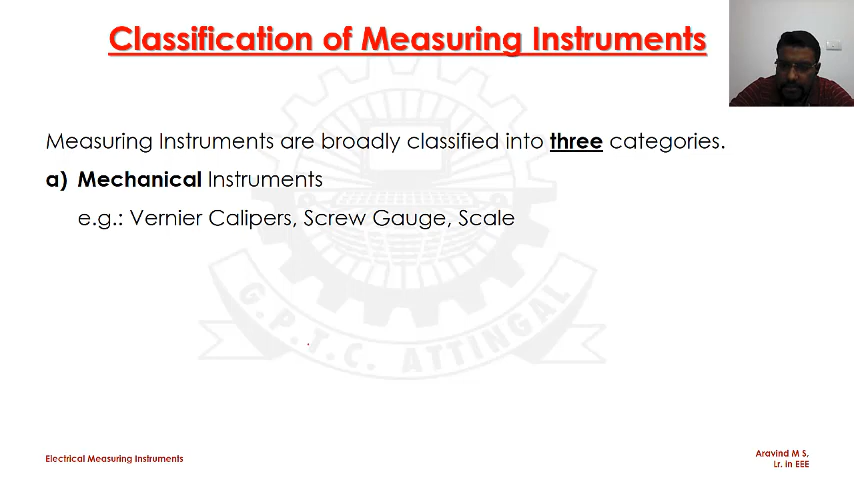 Classification of Measuring Instruments
Measuring Instruments are broadly classified into three categories.
a) Mechanical Instruments
e.g.: Vernier Calipers, Screw Gauge, Scale
G.P.T.C. ATTINGAL
Electrical Measuring Instruments
Aravind M S,
Lr. in EEE